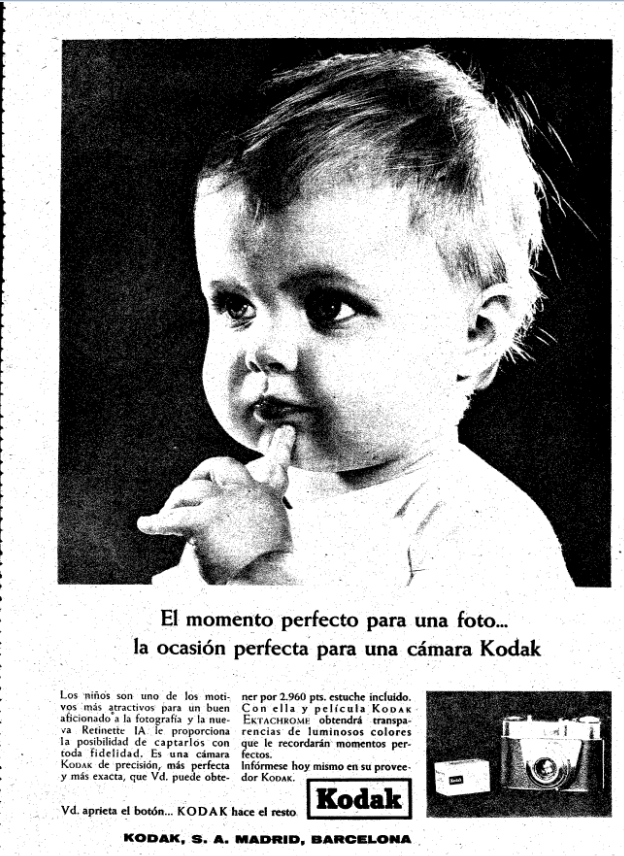 El momento perfecto para una foto...
la ocasión perfecta para una cámara Kodak
Los niños son uno de los moti-
vos más atractivos para un buen
aficionado a la fotografía y la nue-
va Retinette IA le proporciona
la posibilidad de captarlos con
toda fidelidad. Es una cámara
KODAK de precisión, más perfecta
y más exacta, que Vd. puede obte-
ner por 2.960 pts. estuche incluido.
Con ella y película KODAK
EKTACHROME obtendrá transpa-
rencias de luminosos colores
que le recordarán momentos per-
fectos.
Infórmese hoy mismo en su provee-
dor KODAK.
Vd. aprieta el botón... KODAK hace el resto
Kodak
KODAK, S. A. MADRID, BARCELONA